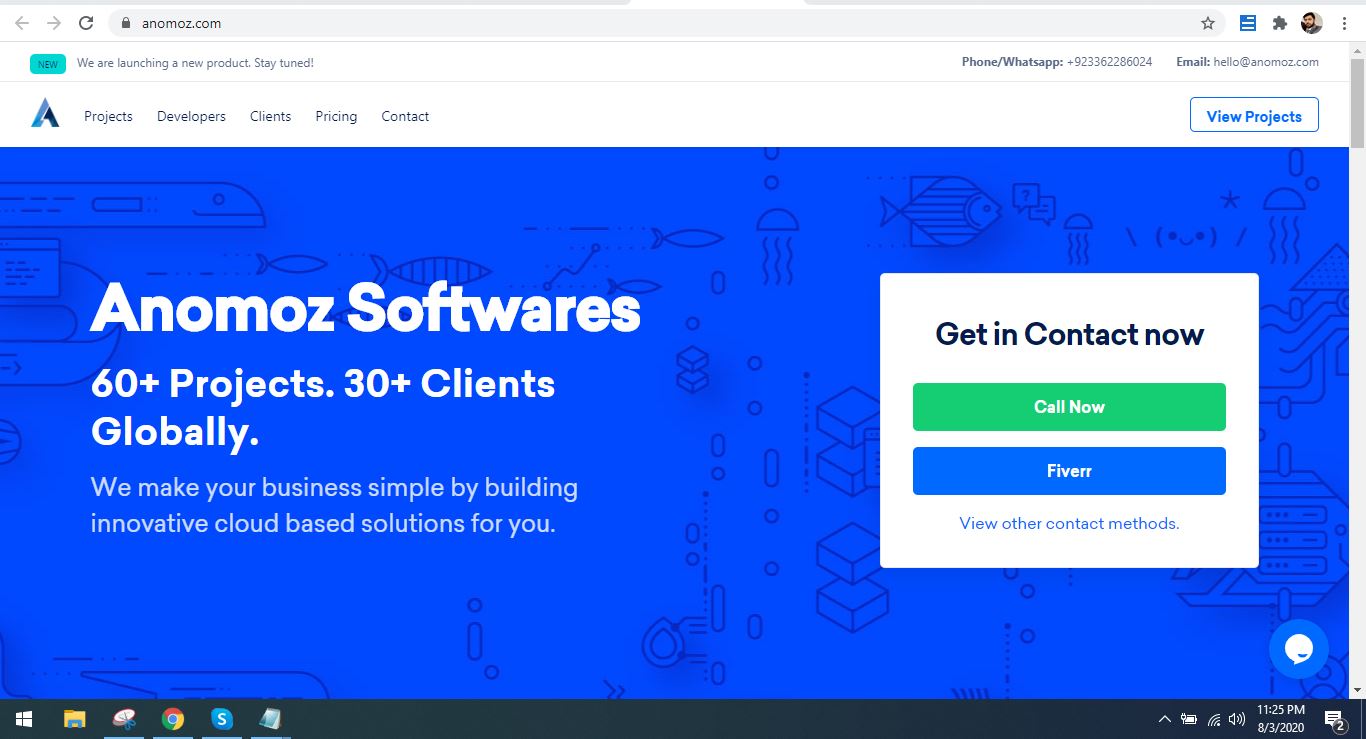 anomoz.com
NEW We are launching a new product. Stay tuned!
Phone/Whatsapp: +923362286024 Email: hello@anomoz.com
Projects Developers Clients Pricing Contact
View Projects
Anomoz Softwares
60+ Projects. 30+ Clients
Globally.
We make your business simple by building
innovative cloud based solutions for you.
Get in Contact now
Call Now
Fiverr
View other contact methods.
11:25 PM
8/3/2020
2